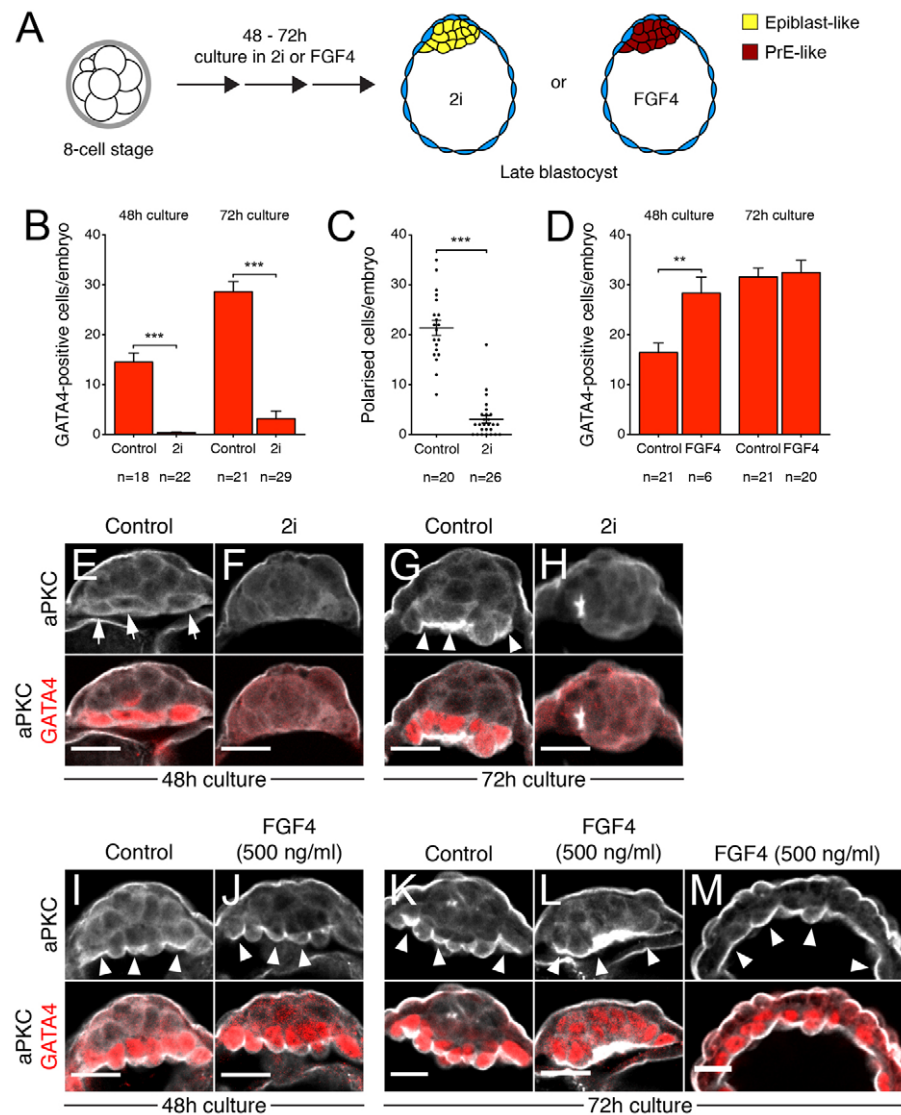 A
48 - 72h
culture in 2i or FGF4
8-cell stage
2i
or
FGF4
Late blastocyst
Epiblast-like
PrE-like
B
48h culture
72h culture
GATA4-positive cells/embryo
40
30
20
10
0
***
***
Control
2i
Control
2i
n=18
n=22
n=21
n=29
C
Polarised cells/embryo
40
30
20
10
0
***
Control
2i
n=20
n=26
D
48h culture
72h culture
GATA4-positive cells/embryo
40
30
20
10
0
**
Control
FGF4
Control
FGF4
n=21
n=6
n=21
n=20
Control
2i
Control
2i
E
F
G
H
aPKC
aPKC
GATA4
48h culture
72h culture
Control
FGF4
(500 ng/ml)
Control
FGF4
(500 ng/ml)
FGF4 (500 ng/ml)
I
J
K
L
M
aPKC
aPKC
GATA4
48h culture
72h culture